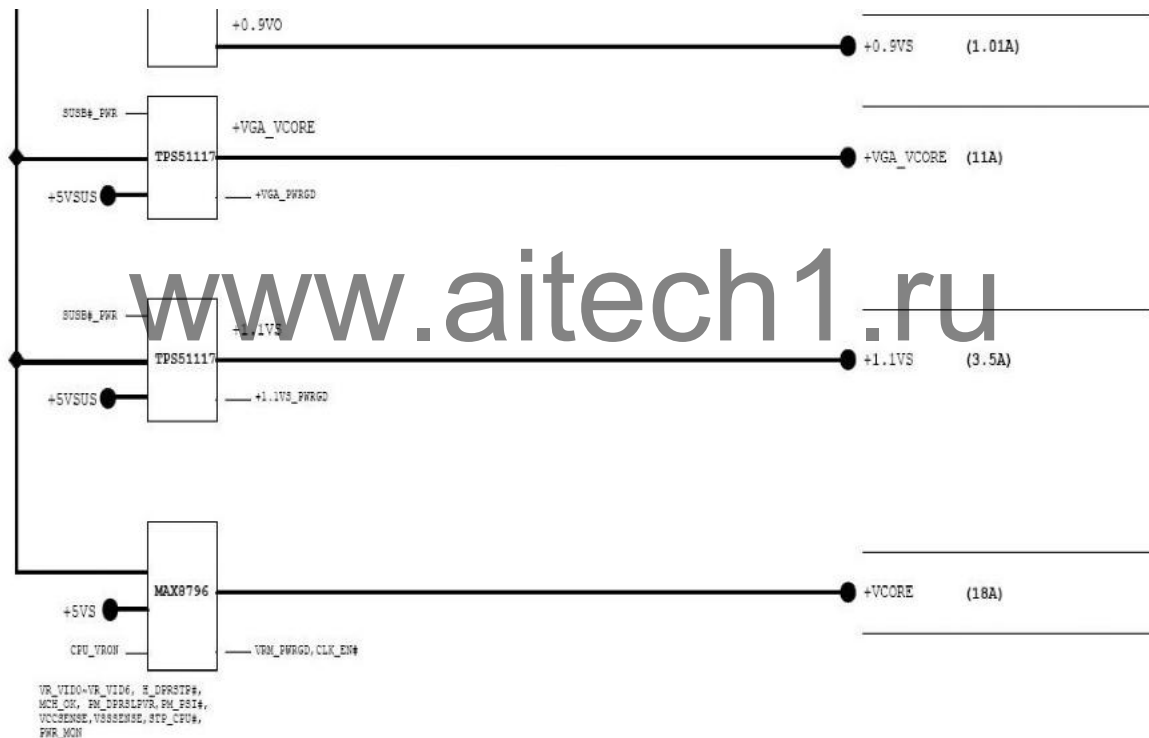 +0.9VO
+0.9VS (1.01A)
SUSB#_PWR
+VGA_VCORE
TPS51117
+VGA_VCORE (11A)
+5VSUS
+VGA_PWRGD
www.aitech1.ru
SUSB#_PWR
+1.1VS
TPS51117
+1.1VS (3.5A)
+5VSUS
+1.1VS_PWRGD
MAX8796
+VCORE (18A)
+5VS
CPU_VRON
VRM_PWRGD,CLK_EN#
VR_VID0~VR_VID6, H_DPRSTP#,
MCH_OK, PM_DPRSLPVR,PM_PSI#,
VCCSENSE,VSSSENSE,STP_CPU#,
PWR_MON